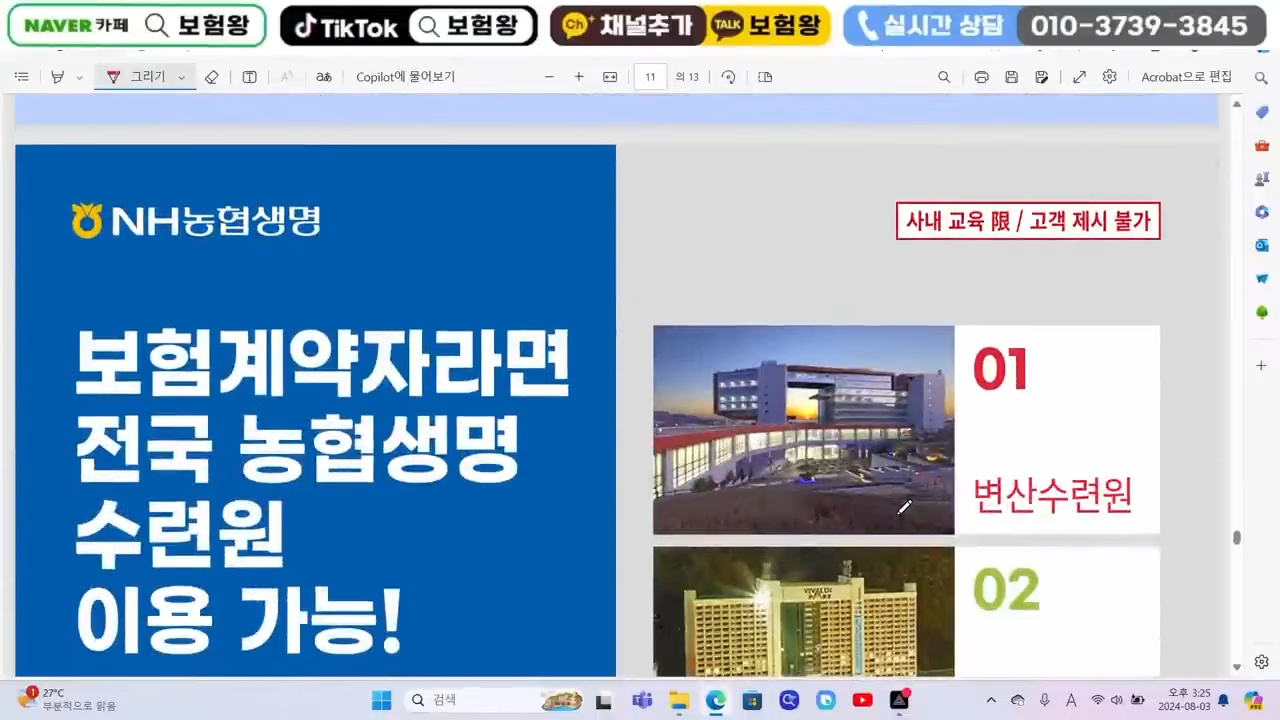 NAVER 카페 보험왕
TikTok 보험왕
Ch+ 채널추가 TALK 보험왕
실시간 상담 010-3739-3845
그리기
Copilot에 물어보기
11 의 13
Acrobat으로 편집
NH농협생명
사내 교육 限 / 고객 제시 불가
보험계약자라면
전국 농협생명
수련원
이용 가능!
01
변산수련원
02
VIVALDI
1
27°C
부분적으로 맑음
검색
A
오후 3:25
2024-08-03